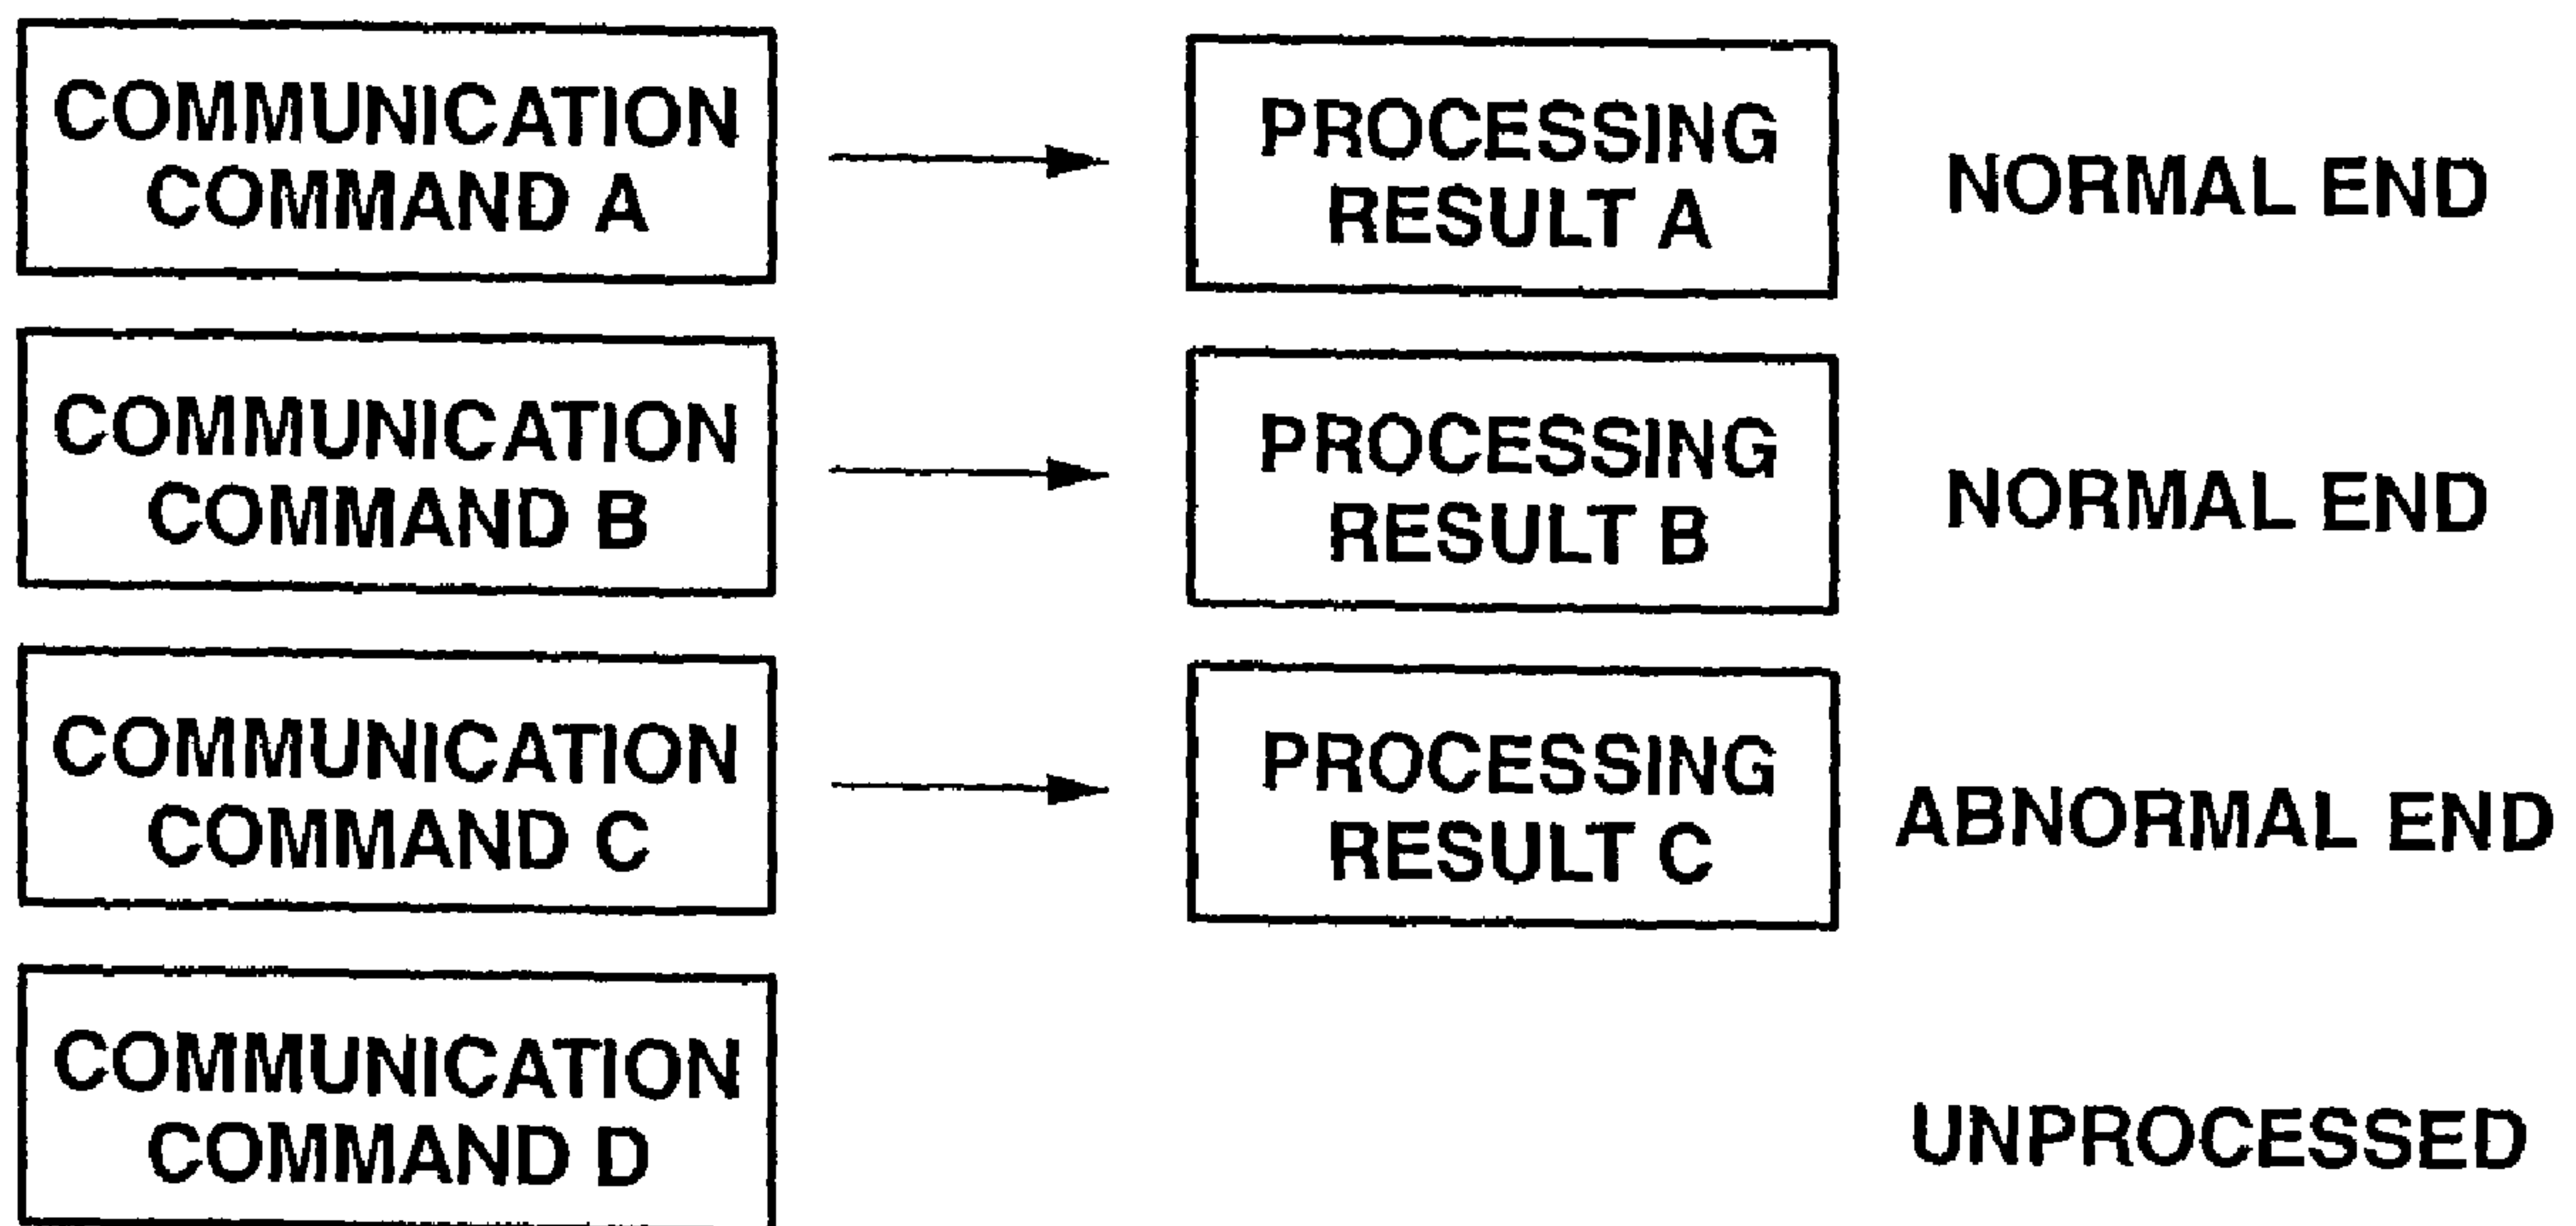 COMMUNICATION
COMMAND A
PROCESSING
RESULT A
NORMAL END
COMMUNICATION
COMMAND B
PROCESSING
RESULT B
NORMAL END
COMMUNICATION
COMMAND C
PROCESSING
RESULT C
ABNORMAL END
COMMUNICATION
COMMAND D
UNPROCESSED